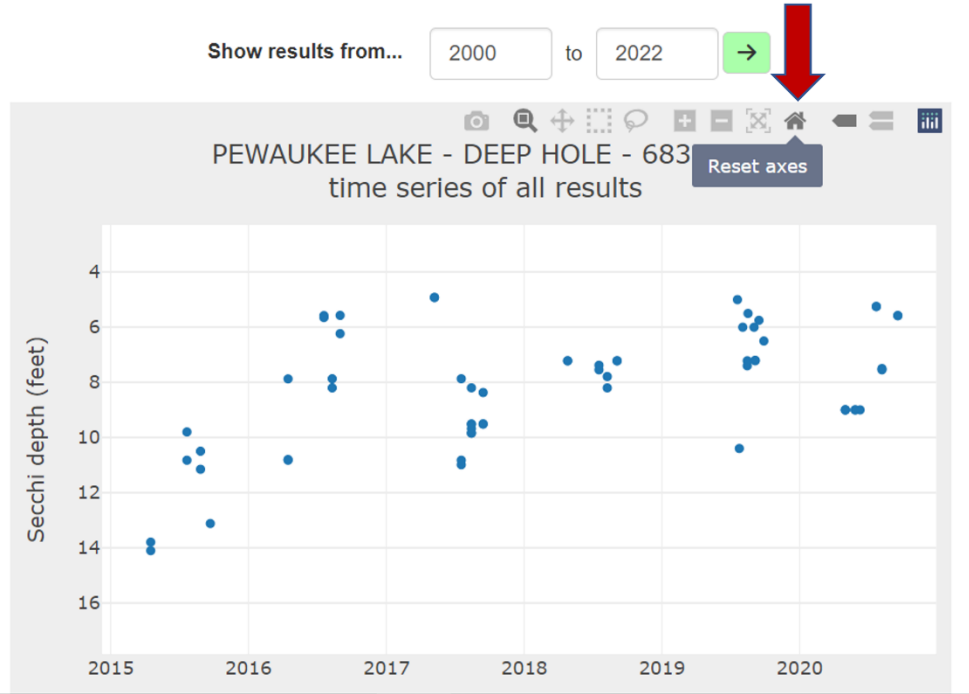 Show results from... 2000 to 2022
PEWAUKEE LAKE - DEEP HOLE - 683
Reset axes
time series of all results
Secchi depth (feet)
4
6
8
10
12
14
16
2015 2016 2017 2018 2019 2020